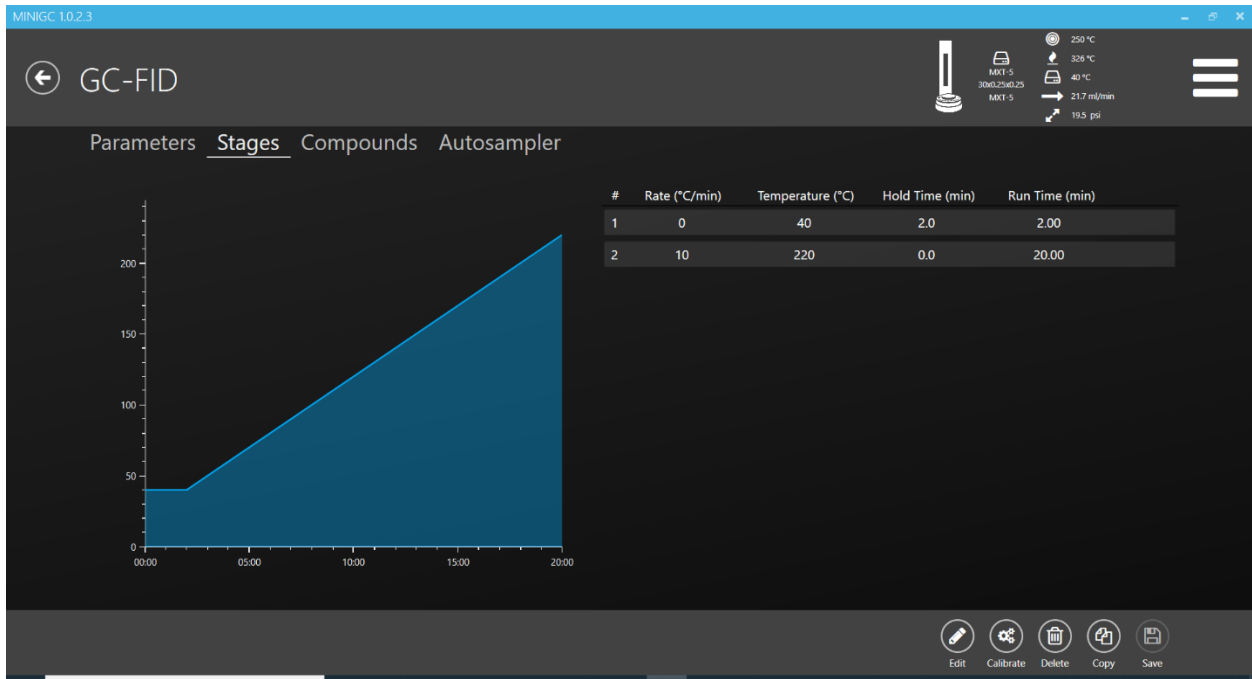 MINIGC 1.0.2.3
GC-FID
MXT-5
30x0.25x0.25
MXT-5
250 °C
326 °C
40 °C
21.7 ml/min
19.5 psi
Parameters Stages Compounds Autosampler
# Rate (°C/min) Temperature (°C) Hold Time (min) Run Time (min)
1 0 40 2.0 2.00
2 10 220 0.0 20.00
200
150
100
50
0
00:00 05:00 10:00 15:00 20:00
Edit Calibrate Delete Copy Save